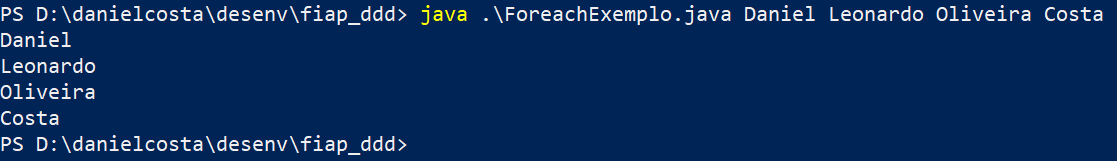 PS D:\danielcosta\desenv\fiap_ddd> java .\ForeachExemplo.java Daniel Leonardo Oliveira Costa
Daniel
Leonardo
Oliveira
Costa
PS D:\danielcosta\desenv\fiap_ddd>